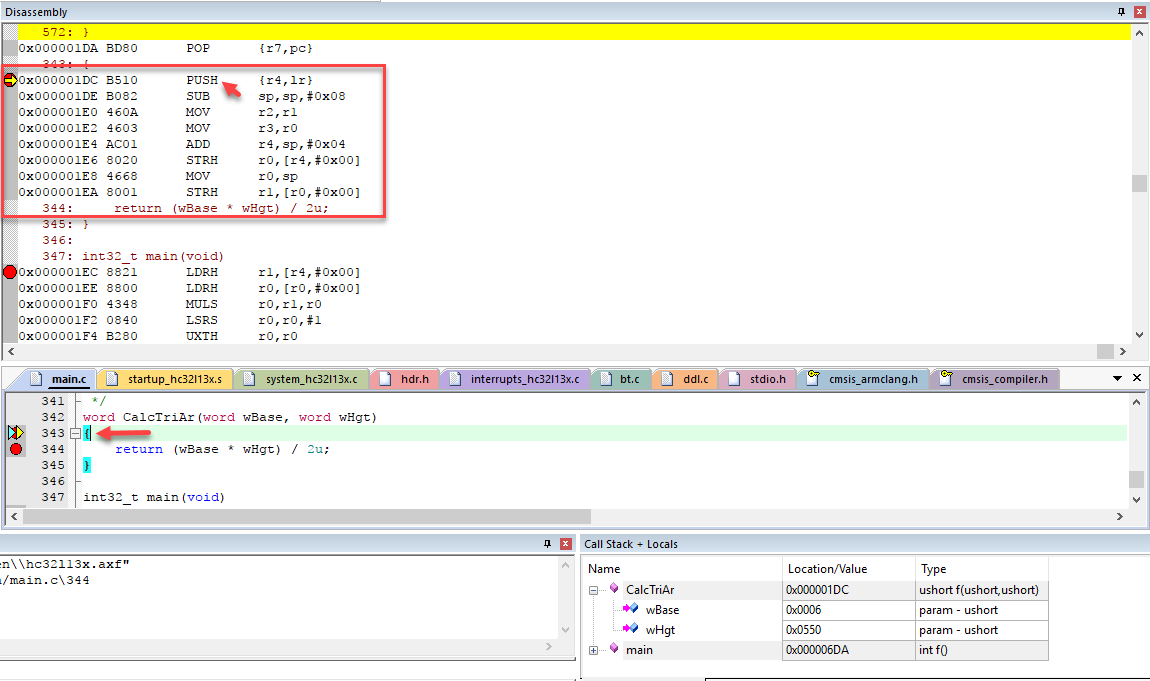 Disassembly
572: }
0x000001DA BD80 POP {r7,pc}
343: {
0x000001DC B510 PUSH {r4,lr}
0x000001DE B082 SUB sp,sp,#0x08
0x000001E0 460A MOV r2,r1
0x000001E2 4603 MOV r3,r0
0x000001E4 AC01 ADD r4,sp,#0x04
0x000001E6 8020 STRH r0,[r4,#0x00]
0x000001E8 4668 MOV r0,sp
0x000001EA 8001 STRH r1,[r0,#0x00]
344: return (wBase * wHgt) / 2u;
345: }
346:
347: int32_t main(void)
0x000001EC 8821 LDRH r1,[r4,#0x00]
0x000001EE 8800 LDRH r0,[r0,#0x00]
0x000001F0 4348 MULS r0,r1,r0
0x000001F2 0840 LSRS r0,r0,#1
0x000001F4 B280 UXTH r0,r0
main.c startup_hc32l13x.s system_hc32l13x.c hdr.h interrupts_hc32l13x.c bt.c ddl.c stdio.h cmsis_armclang.h cmsis_compiler.h
341 */
342 word CalcTriAr(word wBase, word wHgt)
343 {
344 return (wBase * wHgt) / 2u;
345 }
346
347 int32_t main(void)
en\\hc32l13x.axf"
/main.c\344
Call Stack + Locals
Name Location/Value Type
CalcTriAr 0x000001DC ushort f(ushort,ushort)
wBase 0x0006 param - ushort
wHgt 0x0550 param - ushort
main 0x000006DA int f()